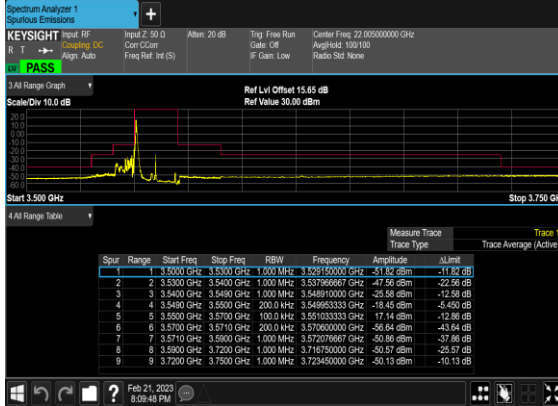 Spectrum Analyzer 1
Spurious Emissions
+
KEYSIGHT Input: RF Input Z: 50 Ω Atten: 20 dB Trig: Free Run Center Freq: 22.005000000 GHz
R T Coupling: DC Corr CCorr Gate: Off Avg|Hold: 100/100
Align: Auto Freq Ref: Int (S) IF Gain: Low Radio Std: None
PASS
3 All Range Graph
Ref Lvl Offset 15.65 dB
Scale/Div 10.0 dB Ref Value 30.00 dBm
20.0
10.0
0.00
-10.0
-20.0
-30.0
-40.0
-50.0
-60.0
Start 3.500 GHz Stop 3.750 GH
4 All Range Table
Measure Trace Trace 1
Trace Type Trace Average (Active
Spur Range Start Freq Stop Freq RBW Frequency Amplitude ΔLimit
1 1 3.5000 GHz 3.5300 GHz 1.000 MHz 3.529150000 GHz -51.82 dBm -11.82 dB
2 2 3.5300 GHz 3.5400 GHz 1.000 MHz 3.537966667 GHz -47.56 dBm -22.56 dB
3 3 3.5400 GHz 3.5490 GHz 1.000 MHz 3.548910000 GHz -25.58 dBm -12.58 dB
4 4 3.5490 GHz 3.5500 GHz 200.0 kHz 3.549953333 GHz -18.45 dBm -5.450 dB
5 5 3.5500 GHz 3.5700 GHz 100.0 kHz 3.551033333 GHz 17.14 dBm -12.86 dB
6 6 3.5700 GHz 3.5710 GHz 200.0 kHz 3.570600000 GHz -56.64 dBm -43.64 dB
7 7 3.5710 GHz 3.5900 GHz 1.000 MHz 3.572076667 GHz -50.86 dBm -37.86 dB
8 8 3.5900 GHz 3.7200 GHz 1.000 MHz 3.716750000 GHz -50.57 dBm -25.57 dB
9 9 3.7200 GHz 3.7500 GHz 1.000 MHz 3.723450000 GHz -50.13 dBm -10.13 dB
? Feb 21, 2023
8:09:48 PM